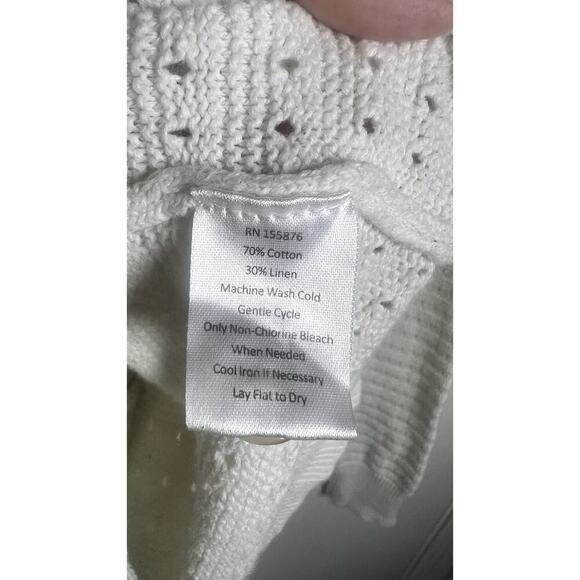 RN 155876
70% Cotton
30% Linen
Machine Wash Cold
Gentle Cycle
Only Non-Chlorine Bleach
When Needed
Cool Iron If Necessary
Lay Flat to Dry